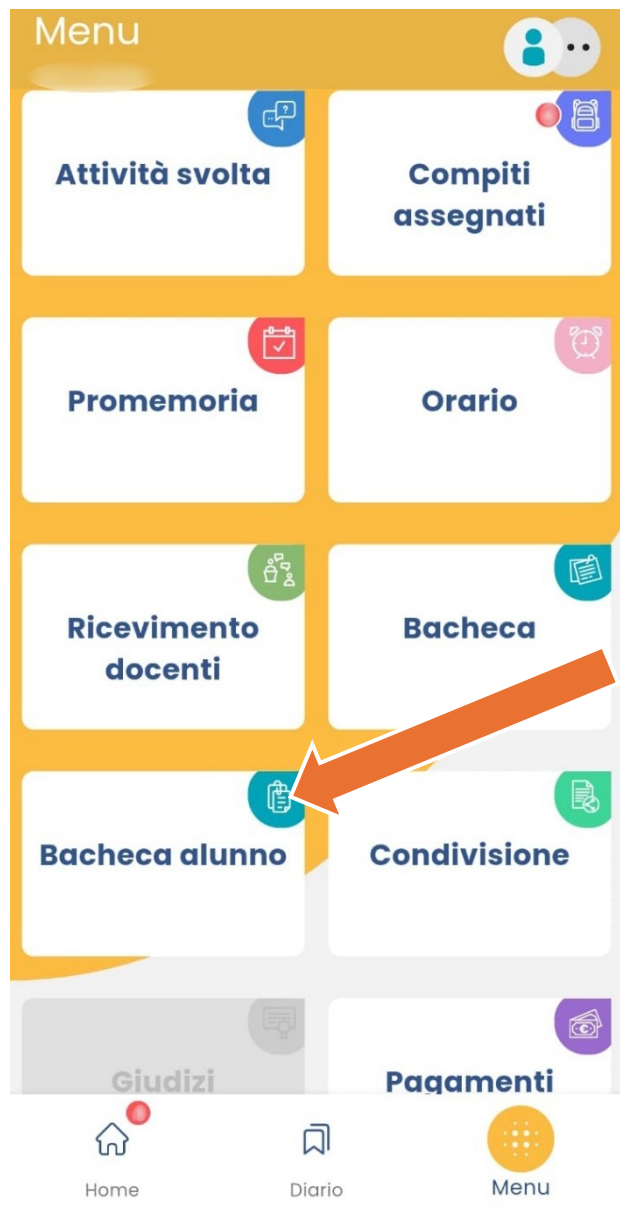 Menu
Attività svolta
Compiti
assegnati
Promemoria
Orario
Ricevimento
docenti
Bacheca
Bacheca alunno
Condivisione
Giudizi
Pagamenti
Home
Diario
Menu